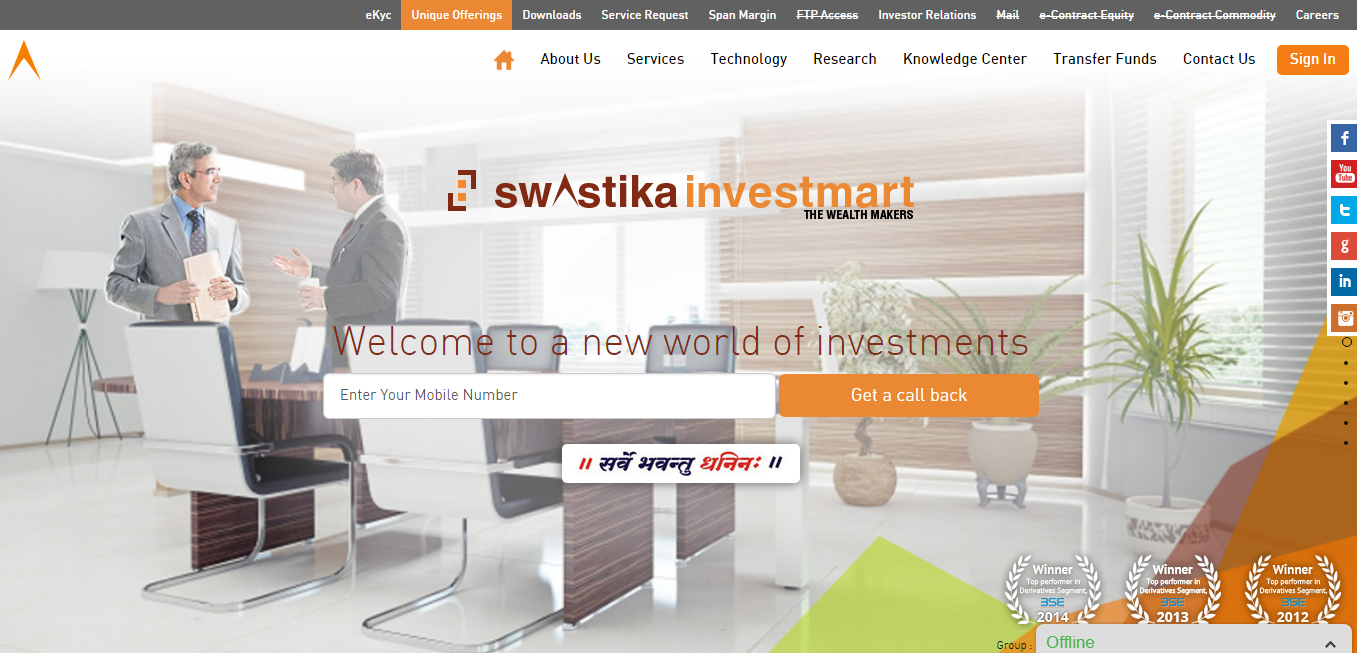 eKyc Unique Offerings Downloads Service Request Span Margin FTP Access Investor Relations Mail e-Contract Equity e-Contract Commodity Careers
About Us Services Technology Research Knowledge Center Transfer Funds Contact Us Sign In
f
You
Tube
t
g
in
swastika investmart
THE WEALTH MAKERS
Welcome to a new world of investments
Enter Your Mobile Number Get a call back
॥ सर्वे भवन्तु धनिनः ॥
Winner
Top performer in
Derivatives Segment,
BSE
2014
Winner
Top performer in
Derivatives Segment,
BSE
2013
Winner
Top performer in
Derivatives Segment,
BSE
2012
Group : Offline